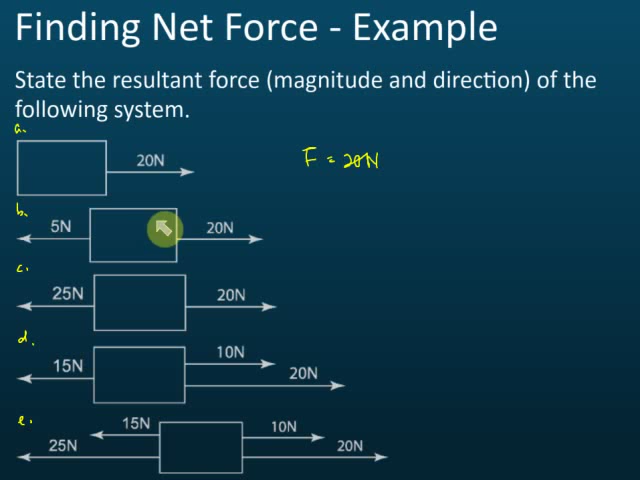 Finding Net Force - Example
State the resultant force (magnitude and direction) of the
following system.
a.
20N
F = 20N
b.
5N
20N
c.
25N
20N
d.
15N
10N
20N
e.
15N
10N
25N
20N